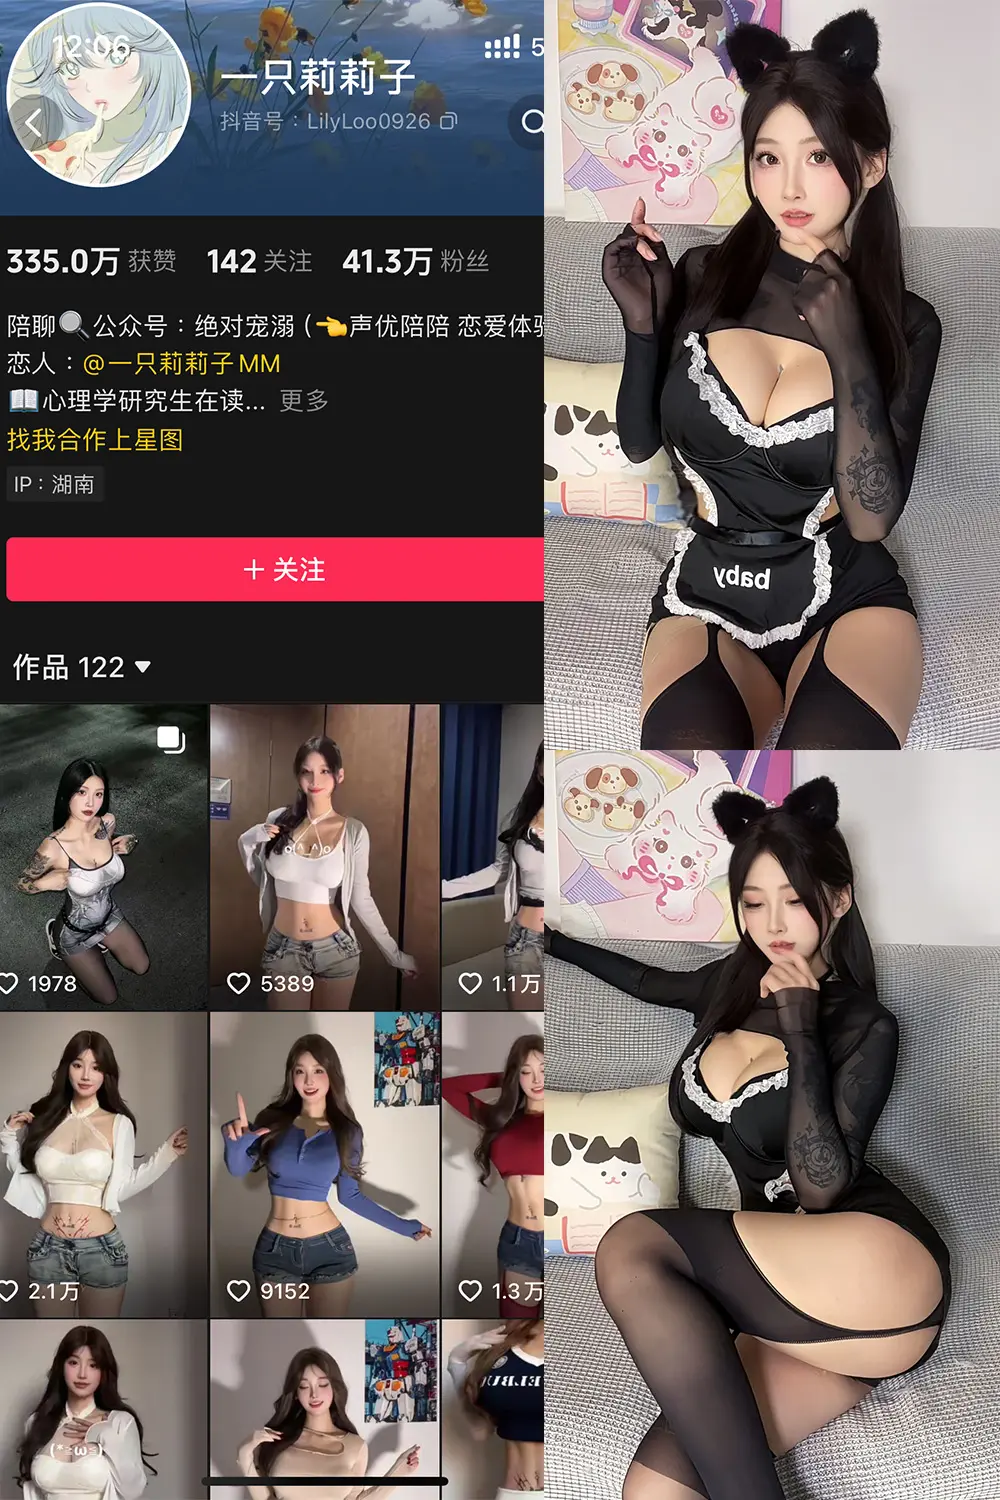 12:06
5
一只莉莉子
抖音号：LilyLoo0926
335.0万 获赞 142 关注 41.3万 粉丝
陪聊🔍公众号：绝对宠溺（👈声优陪陪 恋爱体验
恋人：@一只莉莉子MM
📖心理学研究生在读... 更多
找我合作上星图
IP：湖南
＋关注
作品 122
o(^_^)o
1978
5389
1.1万
2.1万
9152
1.3万
(*≥ω≤)
baby